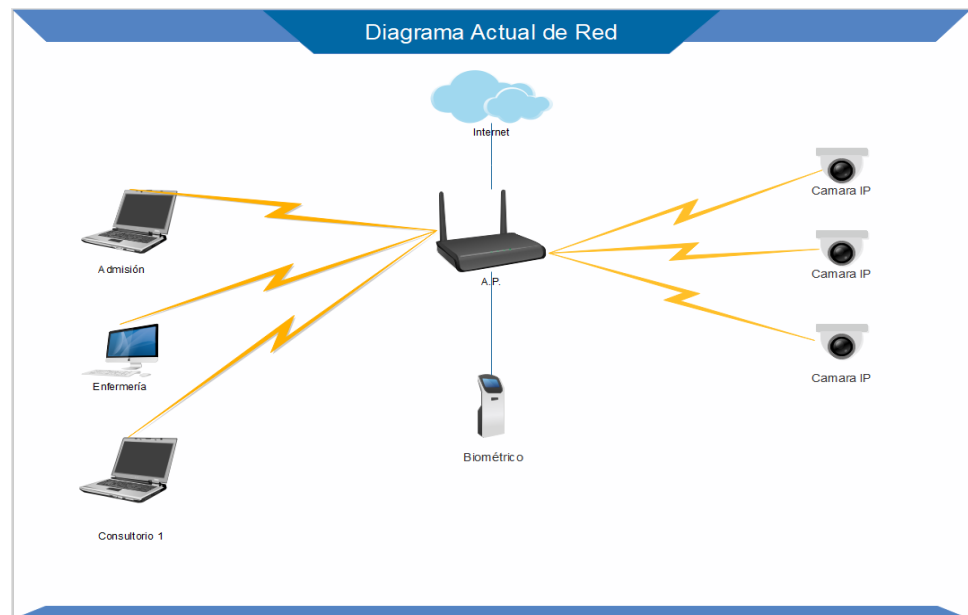 Diagrama Actual de Red
Internet
Camara IP
Admisión
Camara IP
A.P.
Enfermería
Camara IP
Biométrico
Consultorio 1